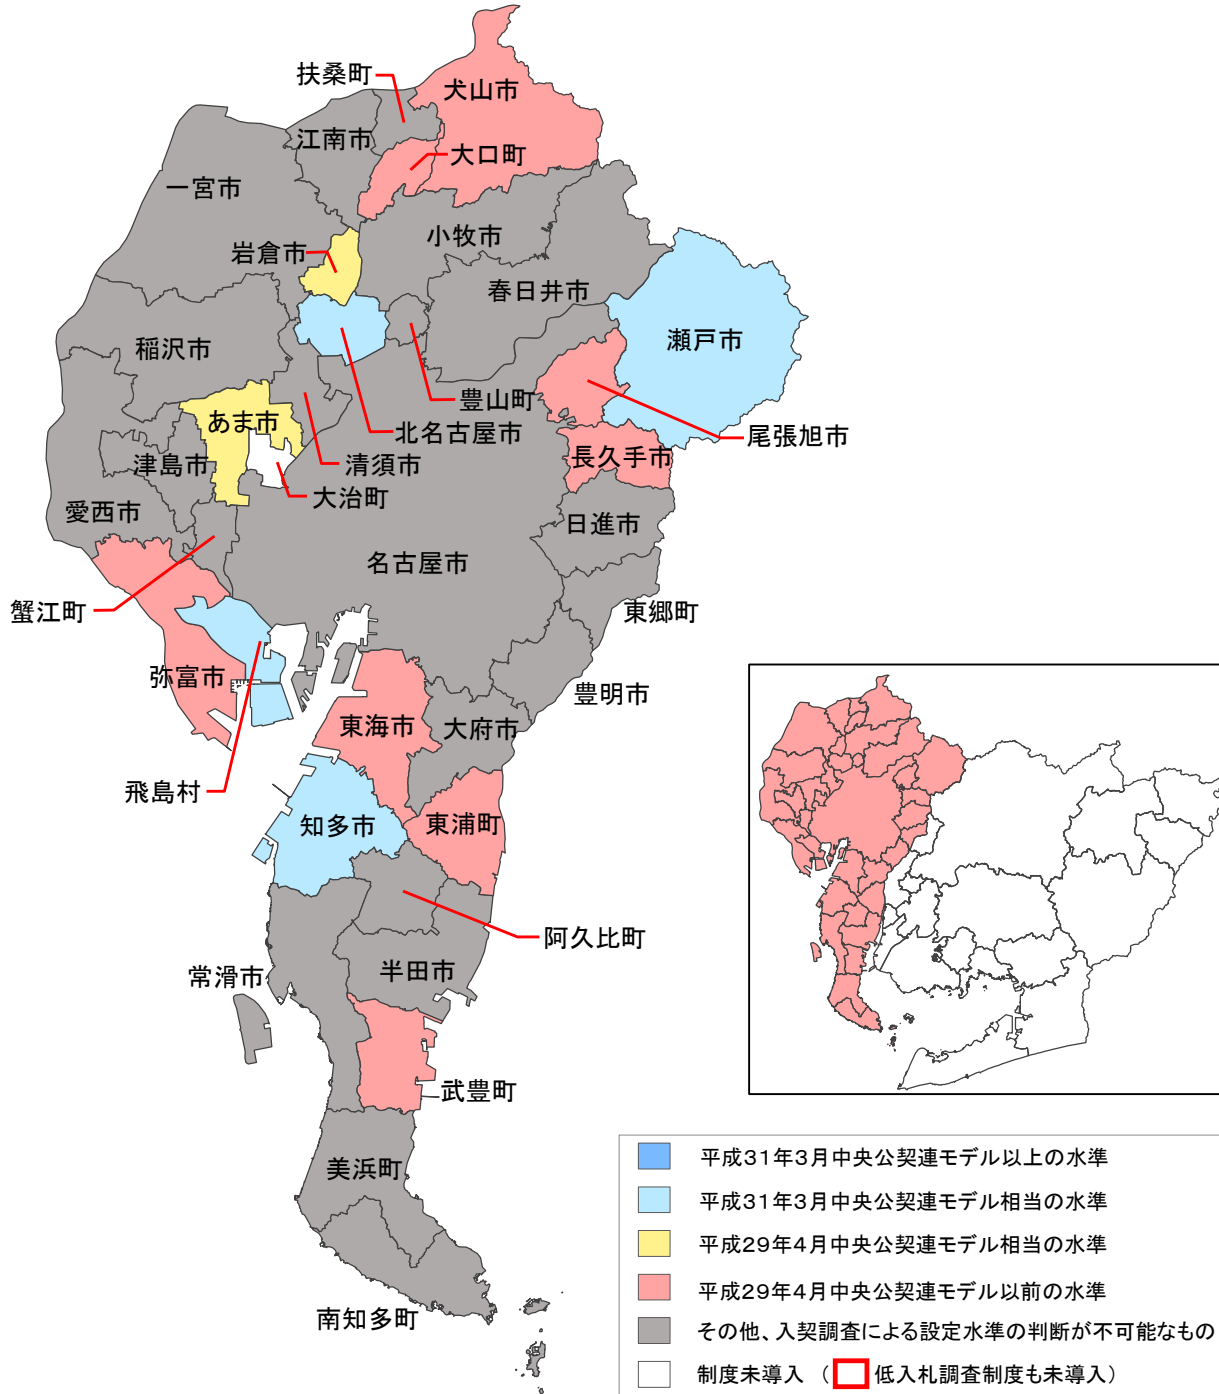 扶桑町
犬山市
江南市
大口町
一宮市
小牧市
岩倉市
春日井市
瀬戸市
稲沢市
豊山町
あま市
北名古屋市
尾張旭市
津島市
清須市
長久手市
大治町
愛西市
日進市
名古屋市
蟹江町
東郷町
弥富市
豊明市
東海市
大府市
飛島村
知多市
東浦町
阿久比町
半田市
常滑市
武豊町
美浜町
南知多町
平成31年3月中央公契連モデル以上の水準
平成31年3月中央公契連モデル相当の水準
平成29年4月中央公契連モデル相当の水準
平成29年4月中央公契連モデル以前の水準
その他、入契調査による設定水準の判断が不可能なもの
制度未導入 ( 低入札調査制度も未導入)